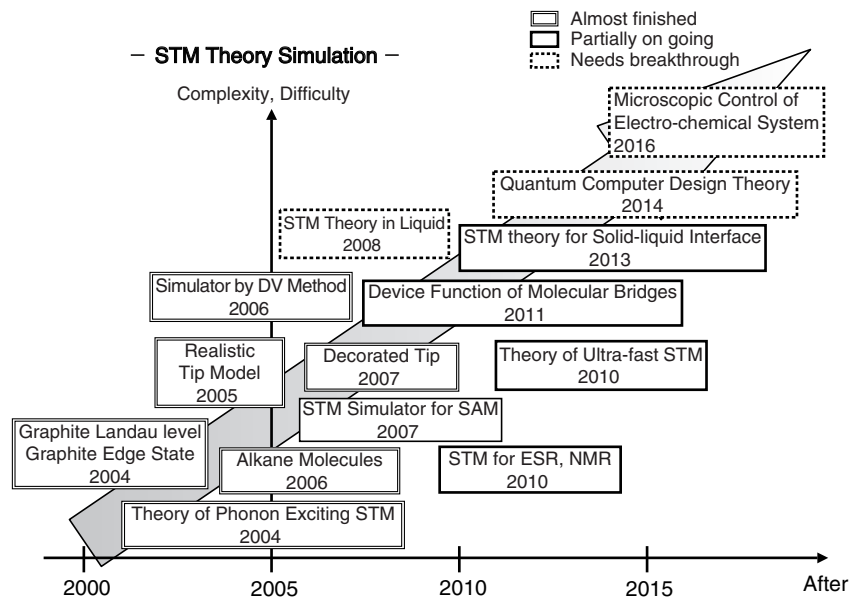 Almost finished
Partially on going
Needs breakthrough
– STM Theory Simulation –
Complexity, Difficulty
Microscopic Control of
Electro-chemical System
2016
Quantum Computer Design Theory
2014
STM Theory in Liquid
2008
STM theory for Solid-liquid Interface
2013
Simulator by DV Method
2006
Device Function of Molecular Bridges
2011
Realistic
Tip Model
2005
Decorated Tip
2007
Theory of Ultra-fast STM
2010
STM Simulator for SAM
2007
Graphite Landau level
Graphite Edge State
2004
Alkane Molecules
2006
STM for ESR, NMR
2010
Theory of Phonon Exciting STM
2004
2000
2005
2010
2015
After